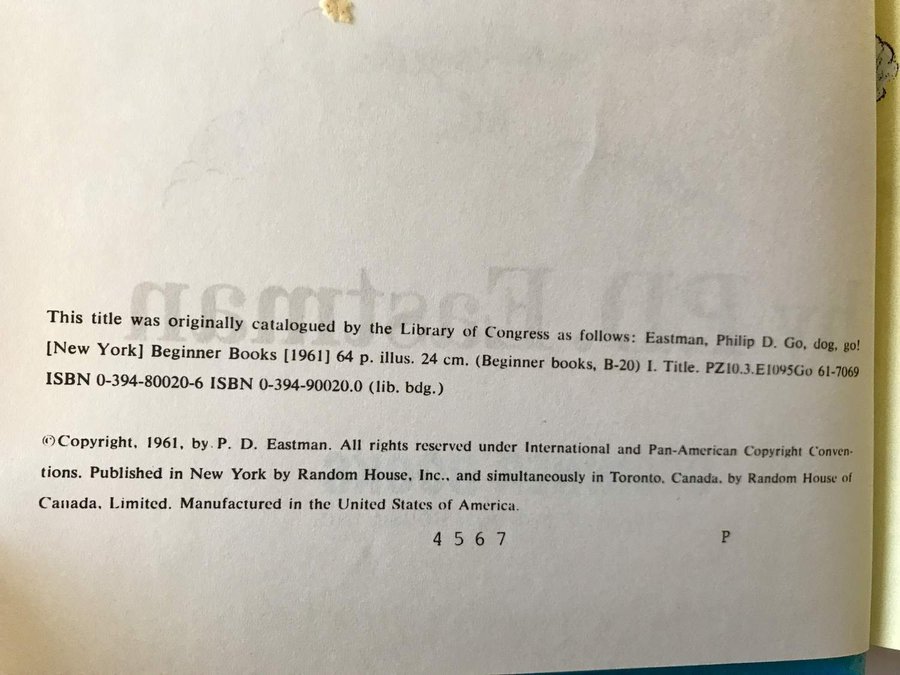 This title was originally catalogued by the Library of Congress as follows: Eastman, Philip D. Go, dog, go!
[New York] Beginner Books [1961] 64 p. illus. 24 cm. (Beginner books, B-20) I. Title. PZ10.3.E1095Go 61-7069
ISBN 0-394-80020-6 ISBN 0-394-90020.0 (lib. bdg.)
©Copyright, 1961, by P. D. Eastman. All rights reserved under International and Pan-American Copyright Conven-
tions. Published in New York by Random House, Inc., and simultaneously in Toronto, Canada, by Random House of
Canada, Limited. Manufactured in the United States of America.
4 5 6 7 P